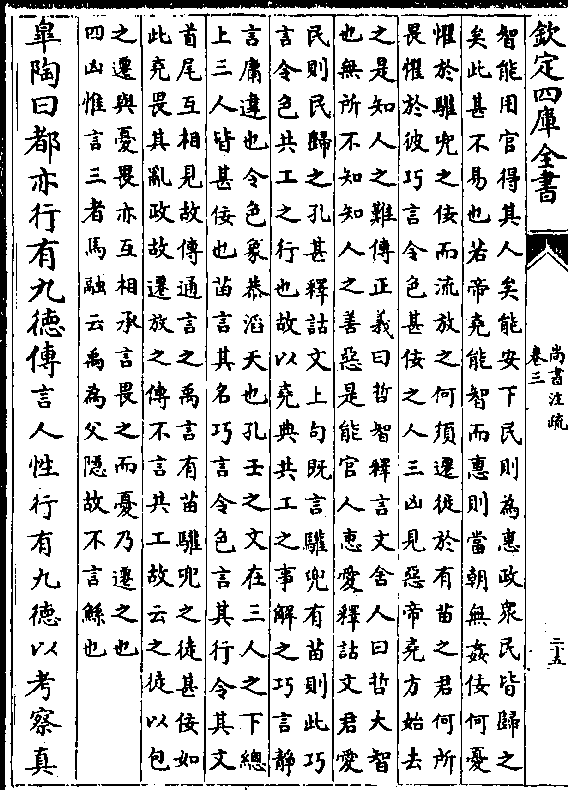 欽定四庫全書
尚書注疏
卷三
二十五
智能用官得其人矣能安下民則為惠政衆民皆歸之
矣此甚不易也若帝堯能智而惠則當朝無姦佞何憂
懼於驩兜之佞而流放之何須遷徙於有苗之君何所
畏懼於彼巧言令色甚佞之人三凶見惡帝堯方始去
之是知人之難傳正義曰哲智釋言文舍人曰哲大智
也無所不知知人之善惡是能官人惠愛釋詁文君愛
民則民歸之孔甚釋詁文上句既言驩兜有苗則此巧
言令色共工之行也故以堯典共工之事解之巧言靜
言庸違也令色象恭滔天也孔壬之文在三人之下總
上三人皆甚佞也苗言其名巧言令色言其行令其文
首尾互相見故傳通言之禹言有苗驩兜之徒甚佞如
此堯畏其亂政故遷放之傳不言共工故云之徒以包
之遷與憂畏亦互相承言畏之而憂乃遷之也
四凶惟言三者馬融云禹為父隱故不言鯀也
皐陶曰都亦行有九德傳言人性行有九德以考察真